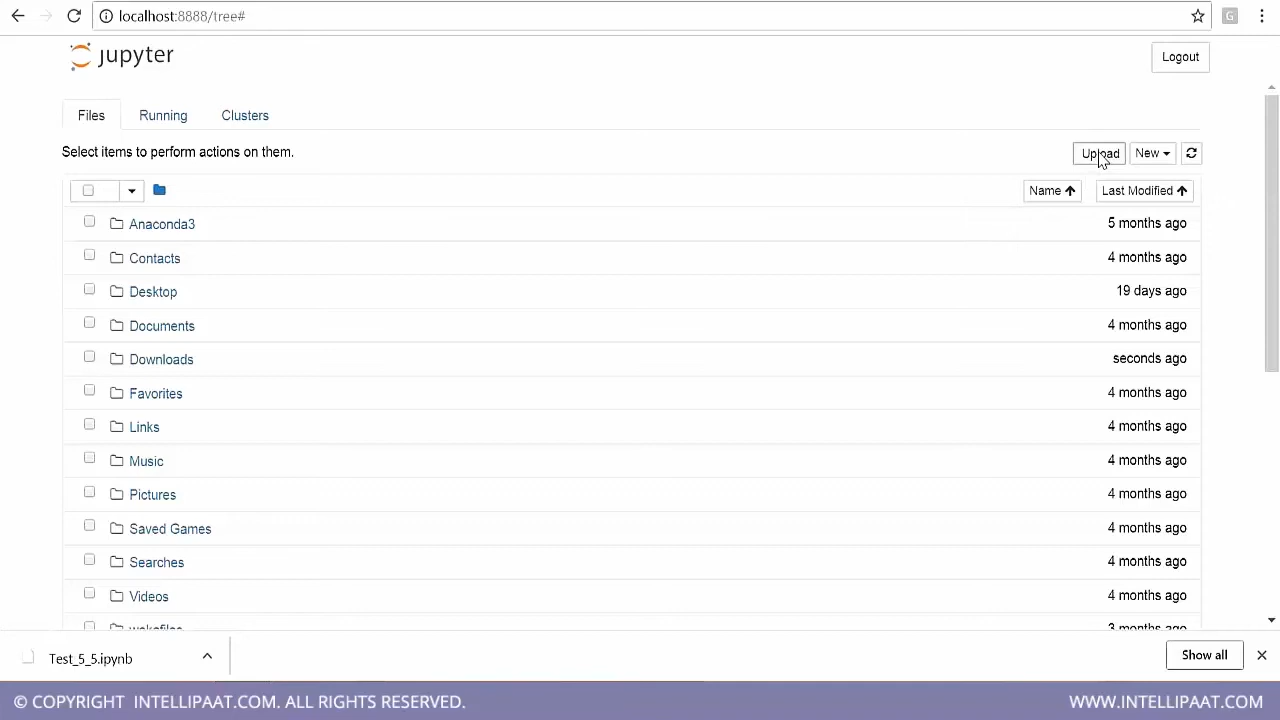 localhost:8888/tree#
G
jupyter
Logout
Files Running Clusters
Select items to perform actions on them.
Upload New
Name Last Modified
Anaconda3 5 months ago
Contacts 4 months ago
Desktop 19 days ago
Documents 4 months ago
Downloads seconds ago
Favorites 4 months ago
Links 4 months ago
Music 4 months ago
Pictures 4 months ago
Saved Games 4 months ago
Searches 4 months ago
Videos 4 months ago
3 months ago
Test_5_5.ipynb Show all
© COPYRIGHT INTELLIPAAT.COM. ALL RIGHTS RESERVED. WWW.INTELLIPAAT.COM